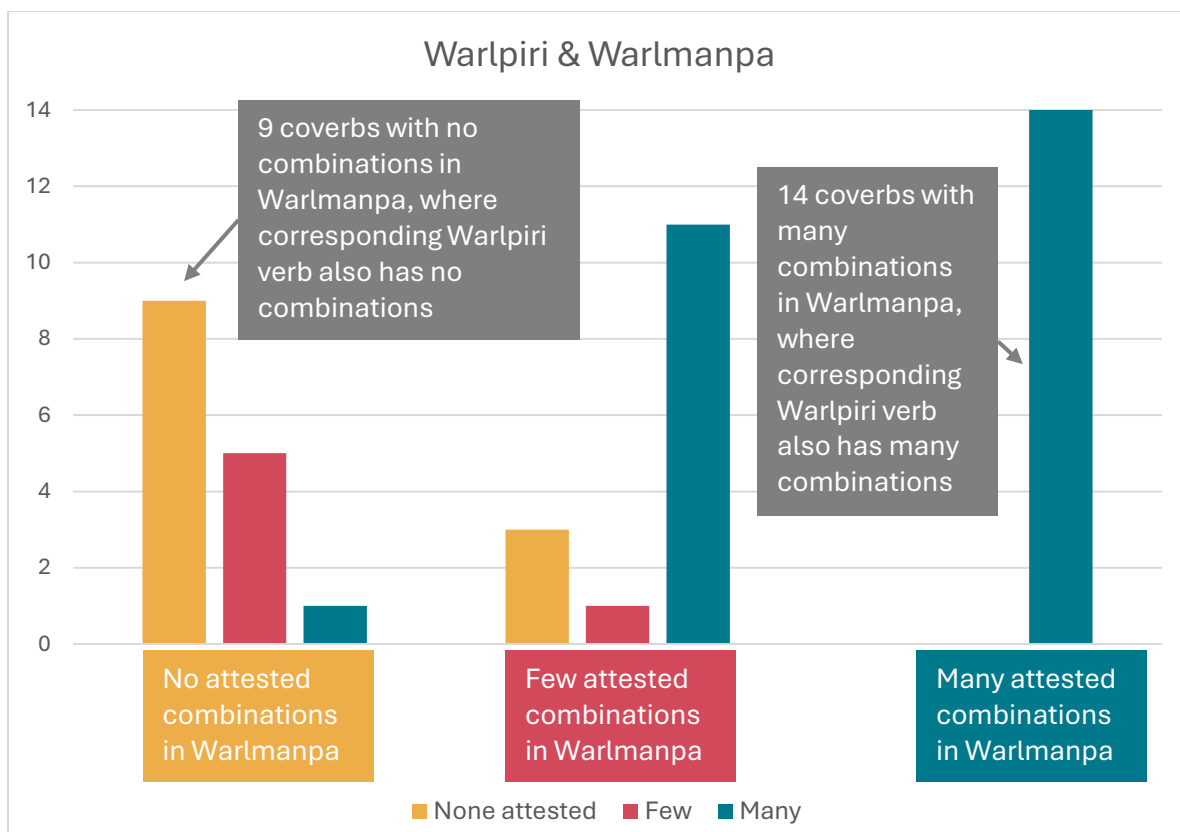 Warlpiri & Warlmanpa
14
12
10
8
6
4
2
0
9 coverbs with no
combinations in
Warlmanpa, where
corresponding Warlpiri
verb also has no
combinations
14 coverbs with
many
combinations
in Warlmanpa,
where
corresponding
Warlpiri verb
also has many
combinations
No attested
combinations
in Warlmanpa
Few attested
combinations
in Warlmanpa
Many attested
combinations
in Warlmanpa
None attested Few Many